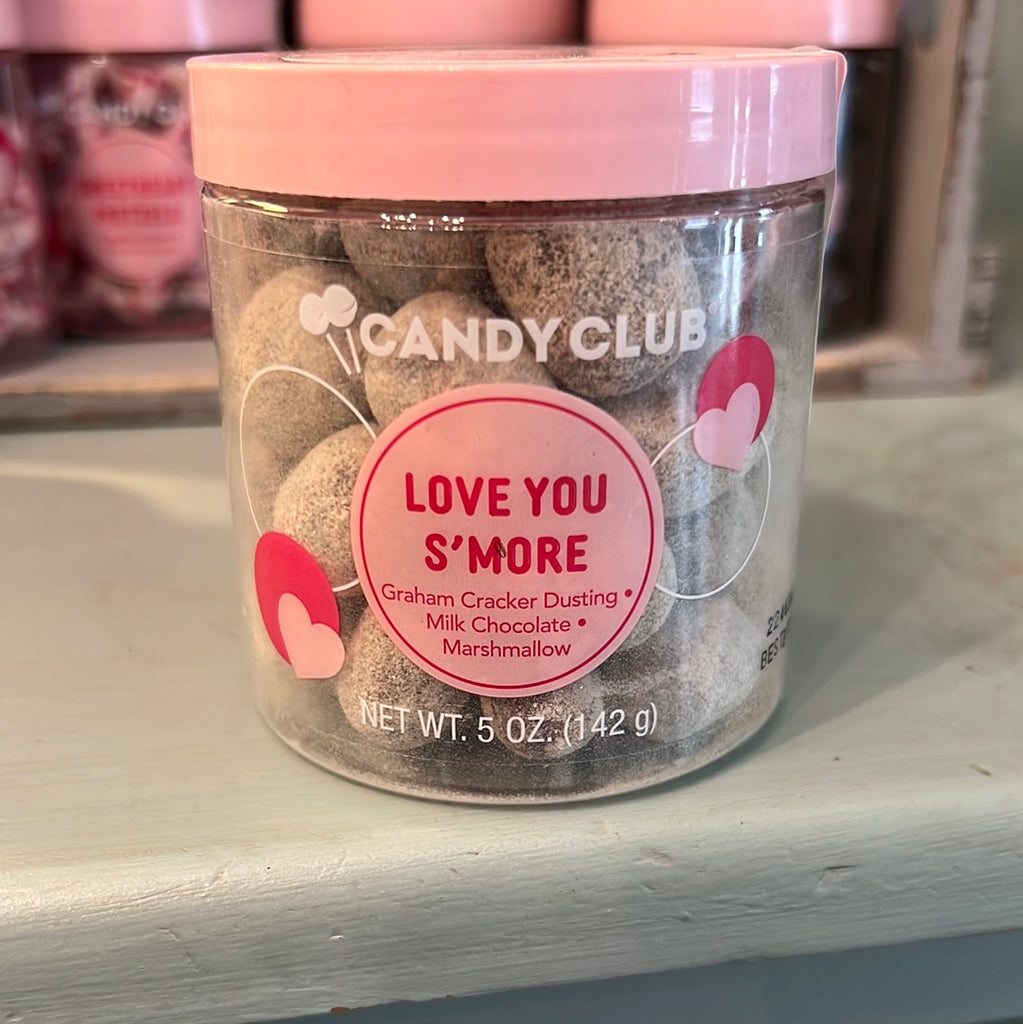 CANDY CLUB
LOVE YOU
S'MORE
Graham Cracker Dusting •
Milk Chocolate •
Marshmallow
NET WT. 5 OZ. (142 g)